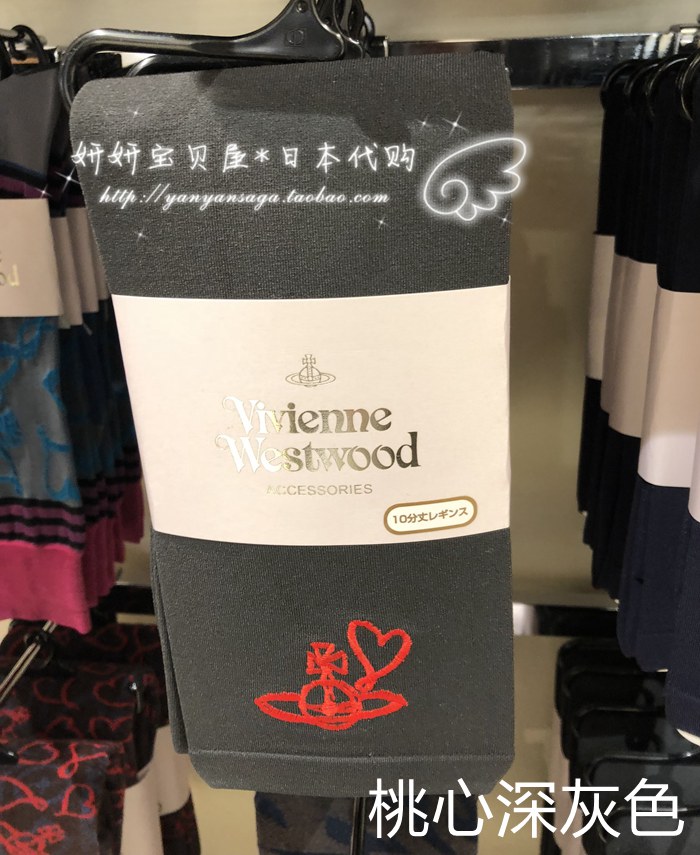 妍妍宝贝屋*日本代购
http://yanyansaga.taobao.com
Vivienne
Westwood
ACCESSORIES
10分丈レギンス
桃心深灰色